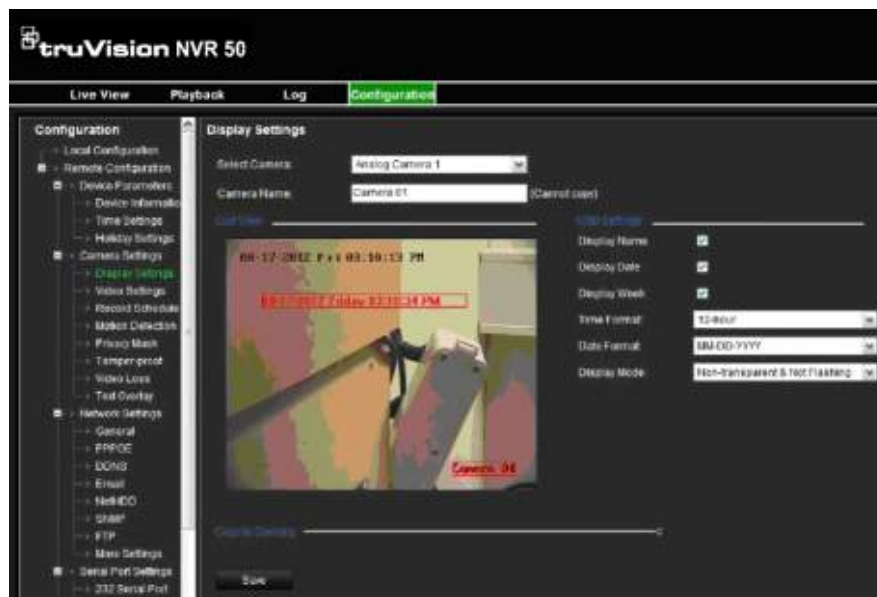 truVision NVR 50
Live View Playback Log Configuration
Configuration
Local Configuration
Remote Configuration
Device Parameters
Device Informatio
Time Settings
Holiday Settings
Camera Settings
Display Settings
Video Settings
Record Schedule
Motion Detection
Privacy Mask
Tamper-proof
Video Loss
Text Overlay
Network Settings
General
PPPOE
DDNS
Email
NetHDD
SNMP
FTP
More Settings
Serial Port Settings
232 Serial Port
Display Settings
Select Camera: Analog Camera 1
Camera Name: Camera 01 (Cannot copy)
Live View
08-17-2012 Fri 03:10:13 PM
Friday PM
Camera
OSD Settings
Display Name
Display Date
Display Week
Time Format: 12-hour
Date Format: MM-DD-YYYY
Display Mode: Non-transparent & Not Flashing
Copy to Camera
Save